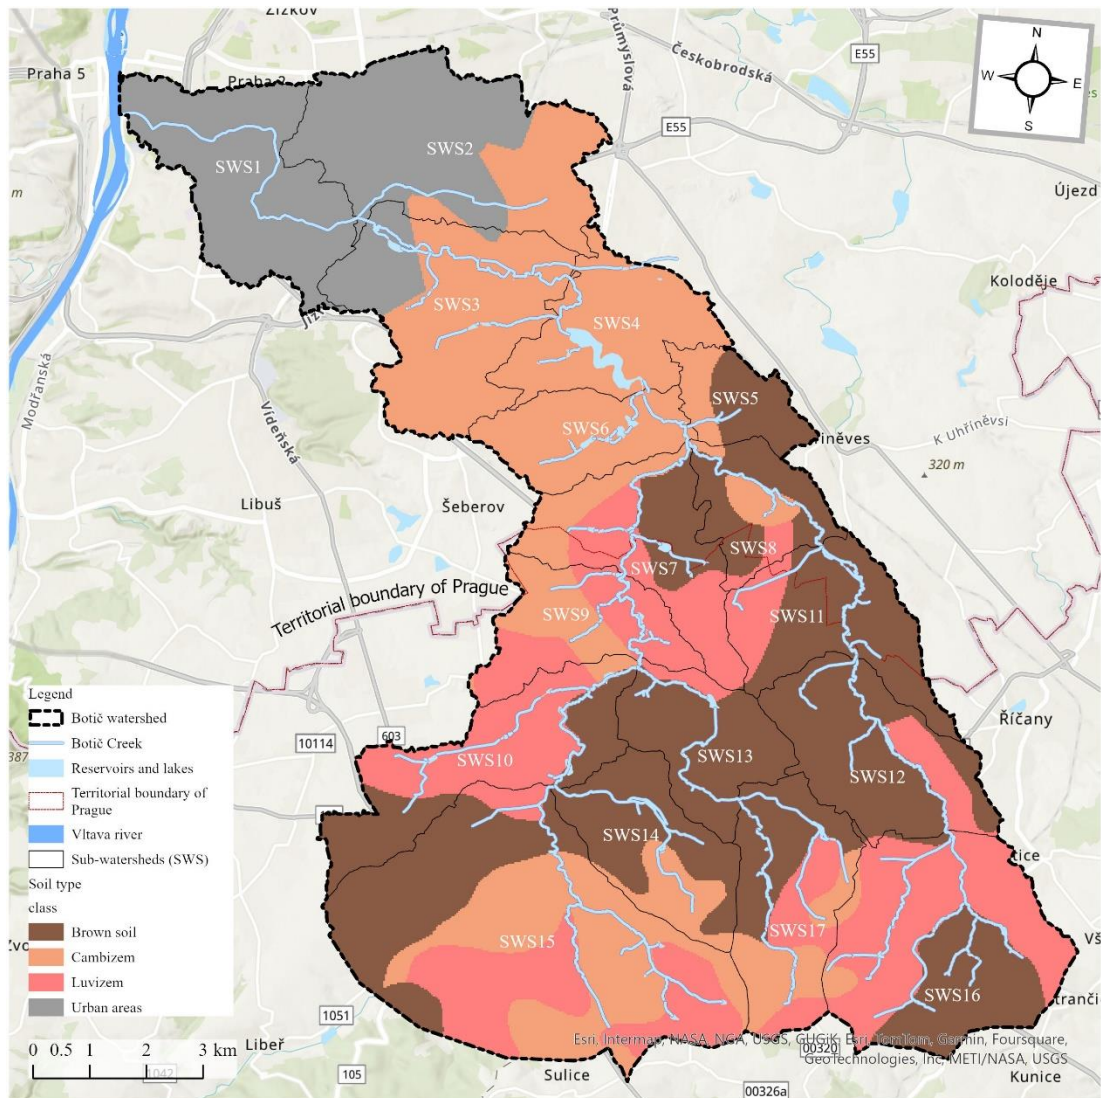 Žižkov
Praha 5
Praha 2
Průmyslová
Českobrodská
E55
N
W
E
S
SWS1
SWS2
E55
Újezd
m
Koloděje
SWS3
SWS4
Modřanská
Vídeňská
SWS5
SWS6
K Uhříněvsi
320 m
Libuš
Šeberov
SWS7
SWS8
Territorial boundary of Prague
SWS9
SWS11
Legend
Botič watershed
Botič Creek
Reservoirs and lakes
Territorial boundary of
Prague
Vltava river
Sub-watersheds (SWS)
Soil type
class
Brown soil
Cambizem
Luvizem
Urban areas
387
603
10114
Říčany
SWS10
SWS13
SWS12
SWS14
SWS15
SWS17
SWS16
1051
Libeř
0 0.5 1 2 3 km
1042
105
Sulice
00320
00326a
Kunice
Esri, Intermap, NASA, NGA, USGS, GUGiK; Esri, TomTom, Garmin, Foursquare,
GeoTechnologies, Inc, METI/NASA, USGS